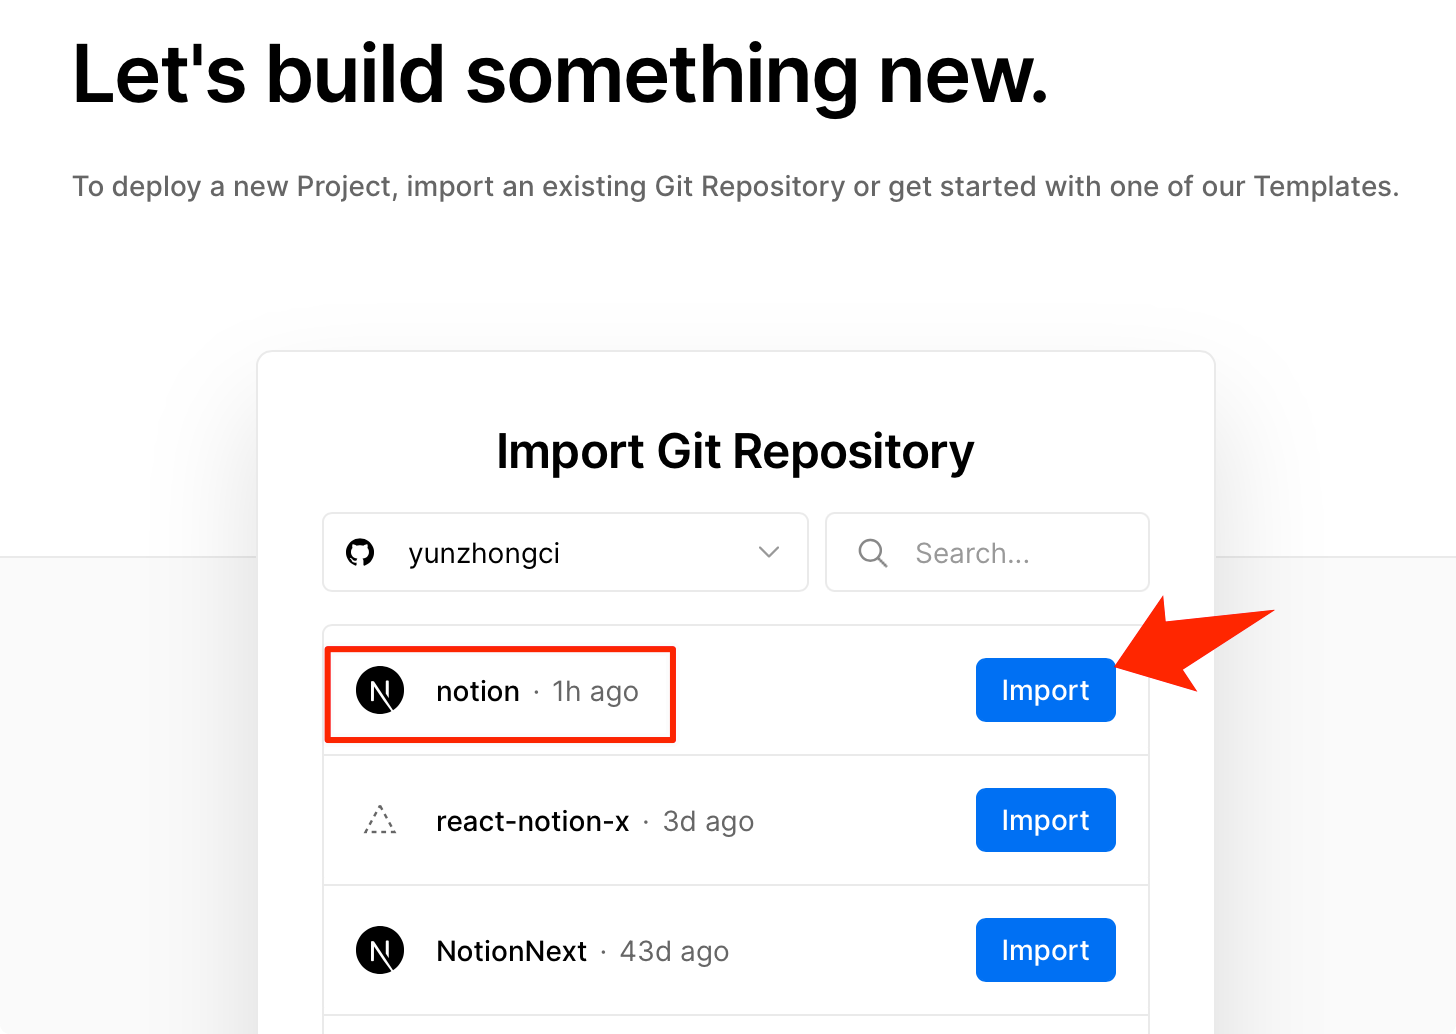 Let's build something new.
To deploy a new Project, import an existing Git Repository or get started with one of our Templates.
Import Git Repository
yunzhongci
Search...
notion · 1h ago
Import
react-notion-x · 3d ago
Import
NotionNext · 43d ago
Import